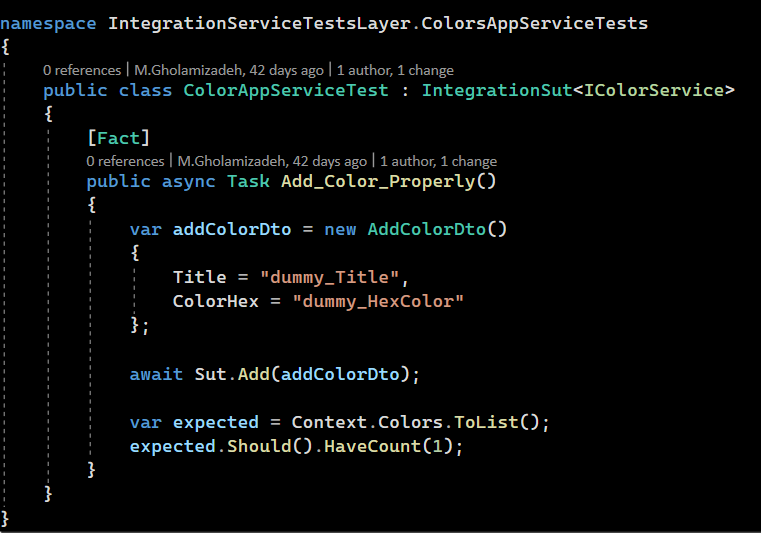 namespace IntegrationServiceTestsLayer.ColorsAppServiceTests
{
0 references | M.Gholamizadeh, 42 days ago | 1 author, 1 change
public class ColorAppServiceTest : IntegrationSut<IColorService>
{
[Fact]
0 references | M.Gholamizadeh, 42 days ago | 1 author, 1 change
public async Task Add_Color_Properly()
{
var addColorDto = new AddColorDto()
{
Title = "dummy_Title",
ColorHex = "dummy_HexColor"
};
await Sut.Add(addColorDto);
var expected = Context.Colors.ToList();
expected.Should().HaveCount(1);
}
}
}